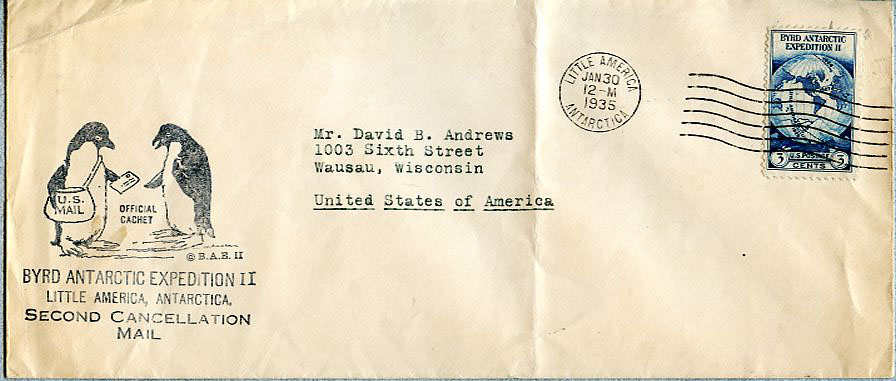 BYRD ANTARCTIC
EXPEDITION II
3 U.S. POSTAGE 3
CENTS
LITTLE AMERICA
JAN 30
12-M
1935
ANTARCTICA
Mr. David B. Andrews
1003 Sixth Street
Wausau, Wisconsin
United States of America
U.S.
MAIL
OFFICIAL
CACHET
© B.A.E. II
BYRD ANTARCTIC EXPEDITION II
LITTLE AMERICA, ANTARCTICA.
SECOND CANCELLATION
MAIL